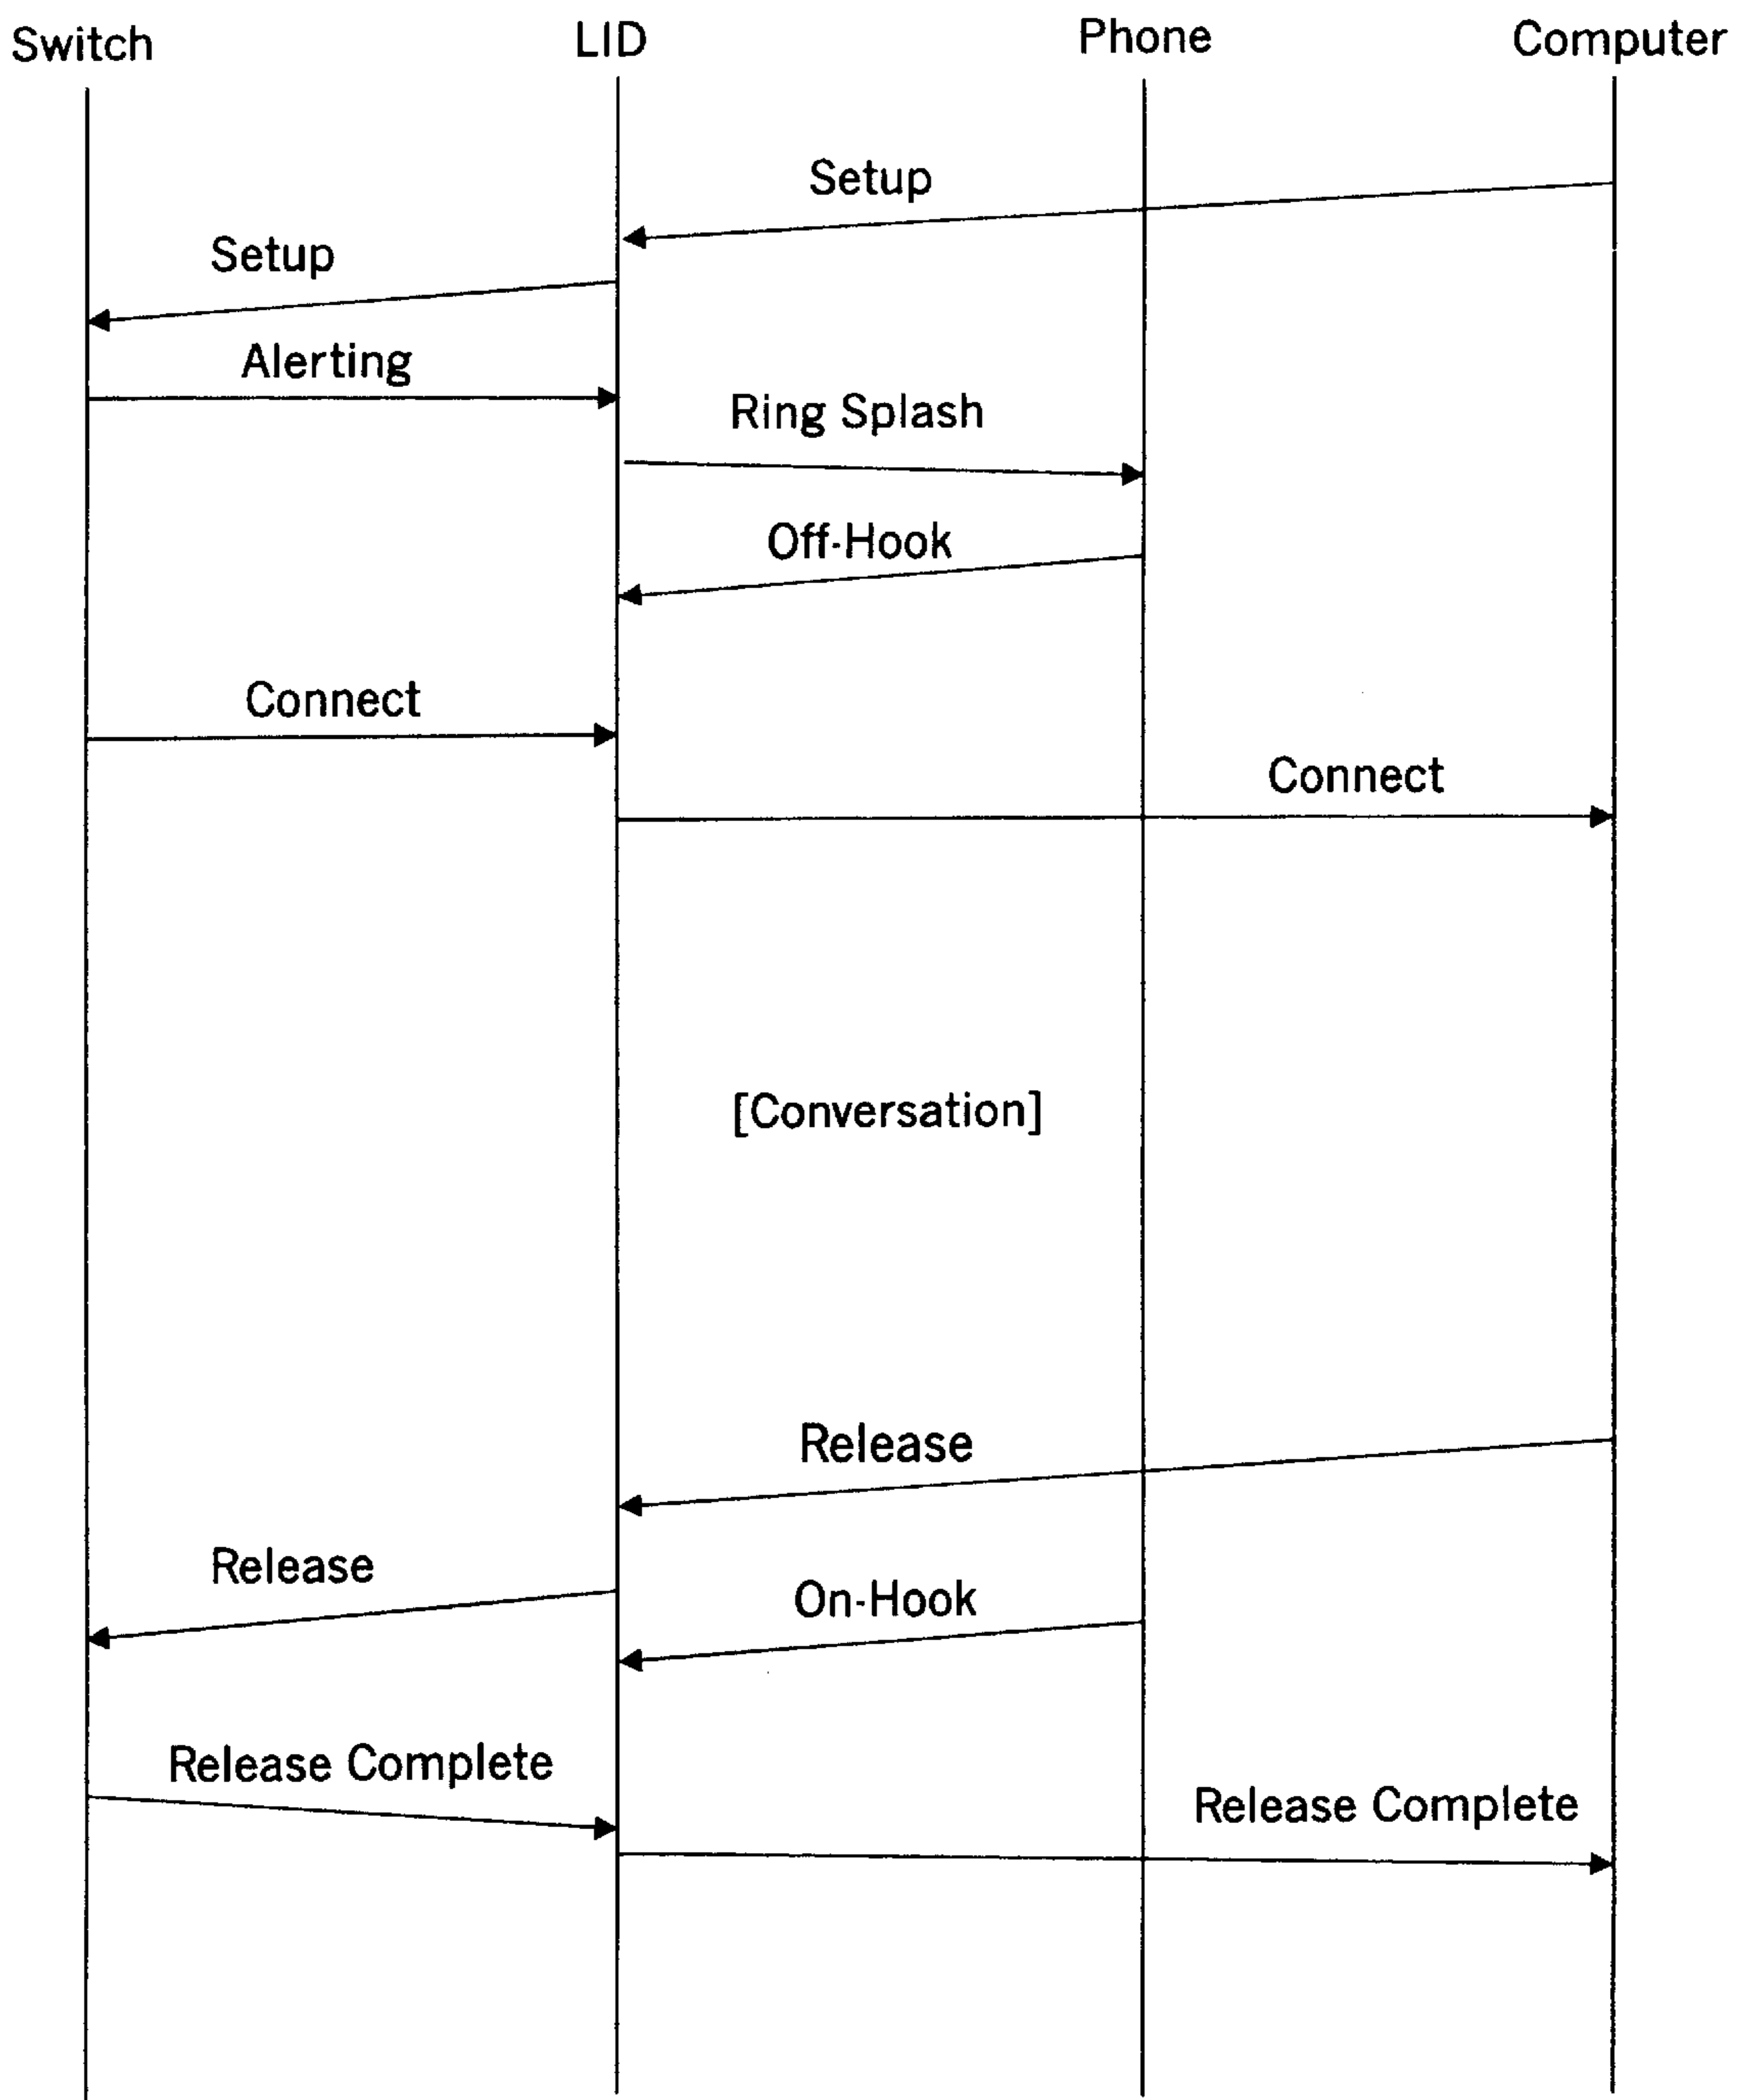 Switch
LID
Phone
Computer
Setup
Setup
Alerting
Ring Splash
Off-Hook
Connect
Connect
[Conversation]
Release
Release
On-Hook
Release Complete
Release Complete